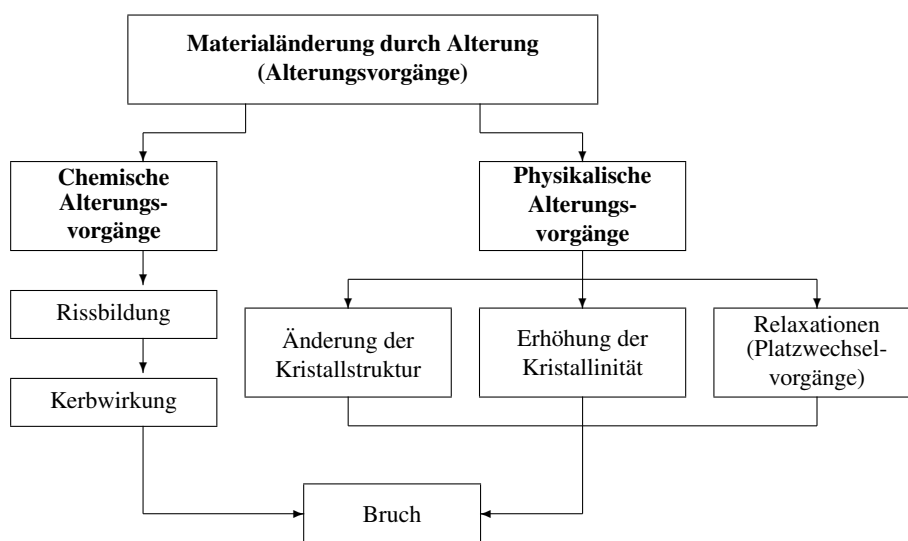 Materialänderung durch Alterung
(Alterungsvorgänge)
Chemische
Alterungs-
vorgänge
Physikalische
Alterungs-
vorgänge
Rissbildung
Kerbwirkung
Änderung der
Kristallstruktur
Erhöhung der
Kristallinität
Relaxationen
(Platzwechsel-
vorgänge)
Bruch